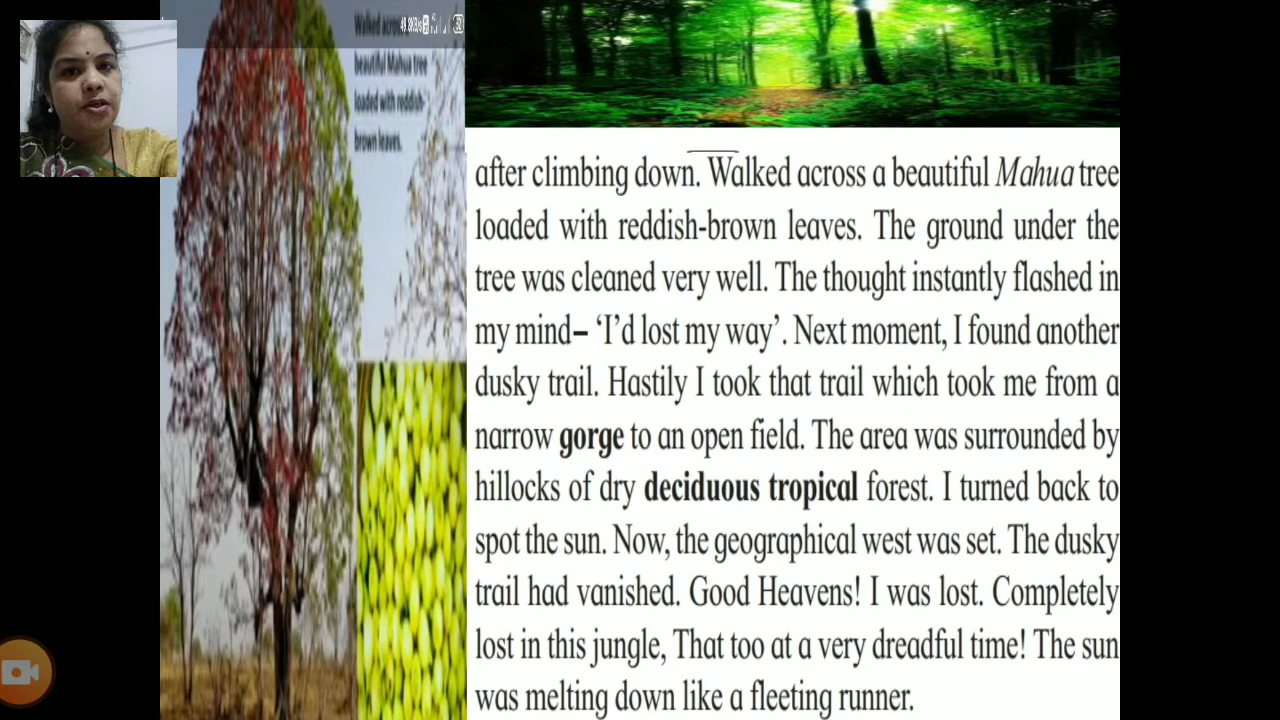 Walked across
beautiful Mahua tree
loaded with reddish-
brown leaves.
after climbing down. Walked across a beautiful Mahua tree
loaded with reddish-brown leaves. The ground under the
tree was cleaned very well. The thought instantly flashed in
my mind– ‘I’d lost my way’. Next moment, I found another
dusky trail. Hastily I took that trail which took me from a
narrow gorge to an open field. The area was surrounded by
hillocks of dry deciduous tropical forest. I turned back to
spot the sun. Now, the geographical west was set. The dusky
trail had vanished. Good Heavens! I was lost. Completely
lost in this jungle, That too at a very dreadful time! The sun
was melting down like a fleeting runner.